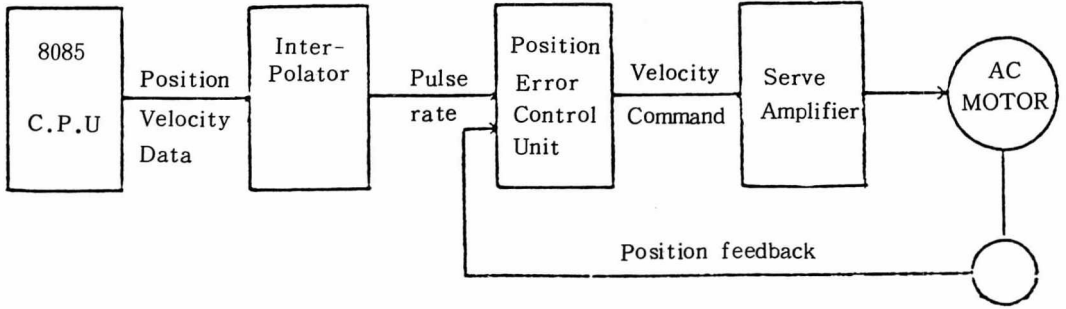 8085
C.P.U
Position
Velocity
Data
Inter-
Polator
Pulse
rate
Position
Error
Control
Unit
Velocity
Command
Serve
Amplifier
AC
MOTOR
Position feedback